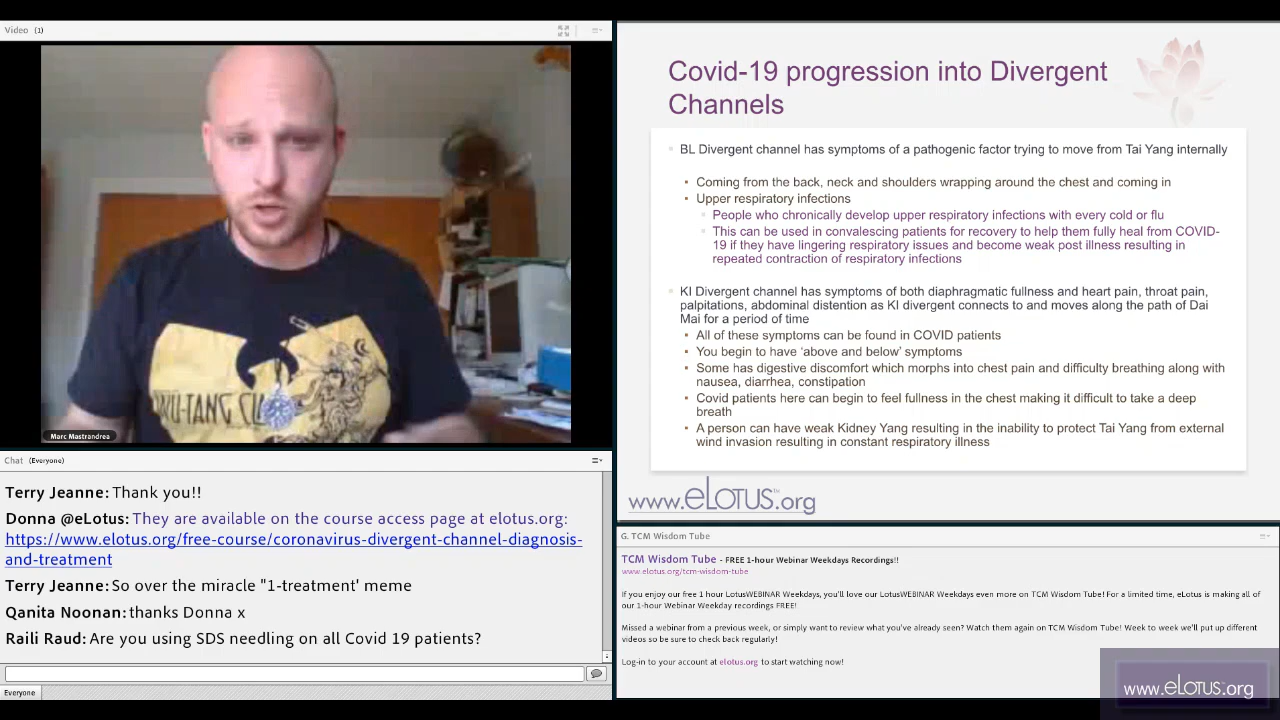 Video (1)
Marc Mastrandrea
Chat (Everyone)
Terry Jeanne: Thank you!!
Donna @eLotus: They are available on the course access page at elotus.org:
https://www.elotus.org/free-course/coronavirus-divergent-channel-diagnosis-
and-treatment
Terry Jeanne: So over the miracle "1-treatment' meme
Qanita Noonan: thanks Donna x
Raili Raud: Are you using SDS needling on all Covid 19 patients?
Everyone
Covid-19 progression into Divergent
Channels
BL Divergent channel has symptoms of a pathogenic factor trying to move from Tai Yang internally
Coming from the back, neck and shoulders wrapping around the chest and coming in
Upper respiratory infections
People who chronically develop upper respiratory infections with every cold or flu
This can be used in convalescing patients for recovery to help them fully heal from COVID-
19 if they have lingering respiratory issues and become weak post illness resulting in
repeated contraction of respiratory infections
KI Divergent channel has symptoms of both diaphragmatic fullness and heart pain, throat pain,
palpitations, abdominal distention as KI divergent connects to and moves along the path of Dai
Mai for a period of time
All of these symptoms can be found in COVID patients
You begin to have 'above and below' symptoms
Some has digestive discomfort which morphs into chest pain and difficulty breathing along with
nausea, diarrhea, constipation
Covid patients here can begin to feel fullness in the chest making it difficult to take a deep
breath
A person can have weak Kidney Yang resulting in the inability to protect Tai Yang from external
wind invasion resulting in constant respiratory illness
www.eLotus.org
G. TCM Wisdom Tube
TCM Wisdom Tube - FREE 1-hour Webinar Weekdays Recordings!!
www.elotus.org/tcm-wisdom-tube
If you enjoy our free 1 hour LotusWEBINAR Weekdays, you'll love our LotusWEBINAR Weekdays even more on TCM Wisdom Tube! For a limited time, eLotus is making all of
our 1-hour Webinar Weekday recordings FREE!
Missed a webinar from a previous week, or simply want to review what you've already seen? Watch them again on TCM Wisdom Tube! Week to week we'll put up different
videos so be sure to check back regularly!
Log-in to your account at elotus.org to start watching now!
www.eLotus.org